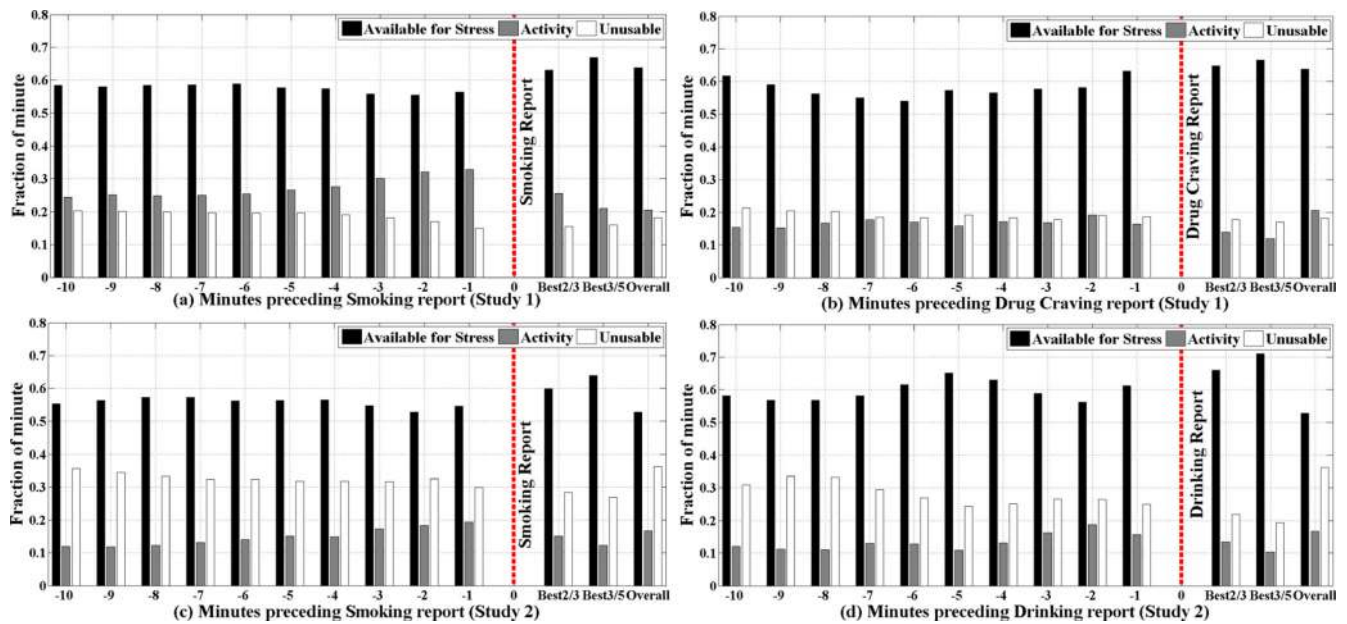 0.8
0.7
0.6
0.5
0.4
0.3
0.2
0.1
0
Fraction of minute
Available for Stress Activity Unusable
Smoking Report
-10 -9 -8 -7 -6 -5 -4 -3 -2 -1 0 Best2/3 Best3/5 Overall
(a) Minutes preceding Smoking report (Study 1)
0.8
0.7
0.6
0.5
0.4
0.3
0.2
0.1
0
Fraction of minute
Available for Stress Activity Unusable
Drug Craving Report
-10 -9 -8 -7 -6 -5 -4 -3 -2 -1 0 Best2/3 Best3/5 Overall
(b) Minutes preceding Drug Craving report (Study 1)
0.8
0.7
0.6
0.5
0.4
0.3
0.2
0.1
0
Fraction of minute
Available for Stress Activity Unusable
Smoking Report
-10 -9 -8 -7 -6 -5 -4 -3 -2 -1 0 Best2/3 Best3/5 Overall
(c) Minutes preceding Smoking report (Study 2)
0.8
0.7
0.6
0.5
0.4
0.3
0.2
0.1
0
Fraction of minute
Available for Stress Activity Unusable
Drinking Report
-10 -9 -8 -7 -6 -5 -4 -3 -2 -1 0 Best2/3 Best3/5 Overall
(d) Minutes preceding Drinking report (Study 2)